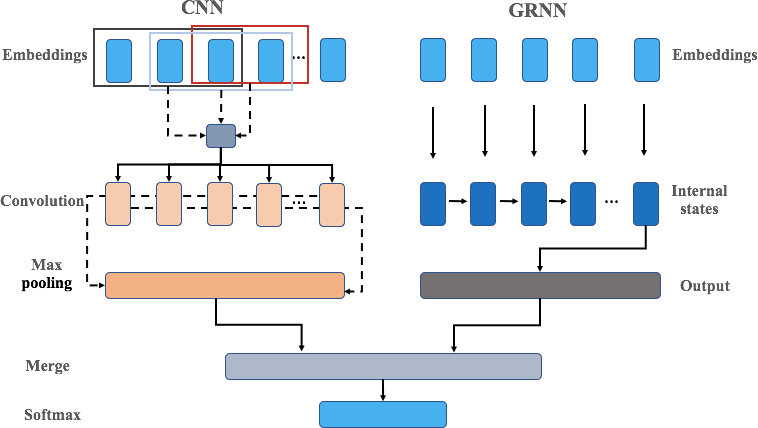 CNN
GRNN
Embeddings
...
Embeddings
Convolution
...
Internal
states
...
Max
pooling
Output
Merge
Softmax